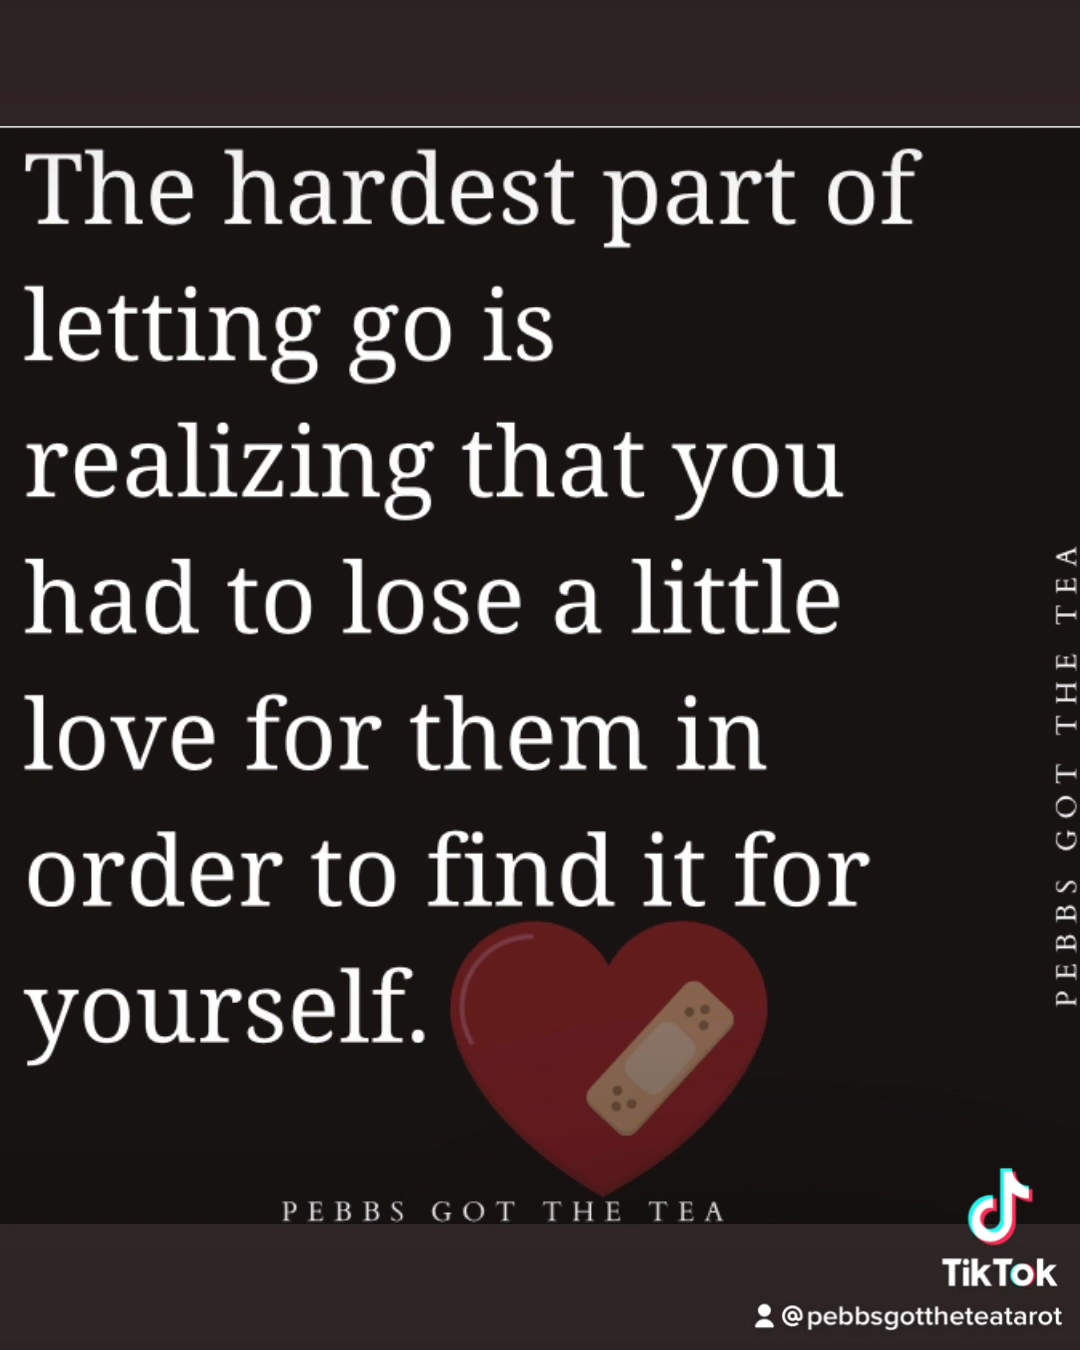 The hardest part of
letting go is
realizing that you
had to lose a little
love for them in
order to find it for
yourself.
PEBBS GOT THE TEA
PEBBS GOT THE TEA
TikTok
@pebbsgottheteatarot